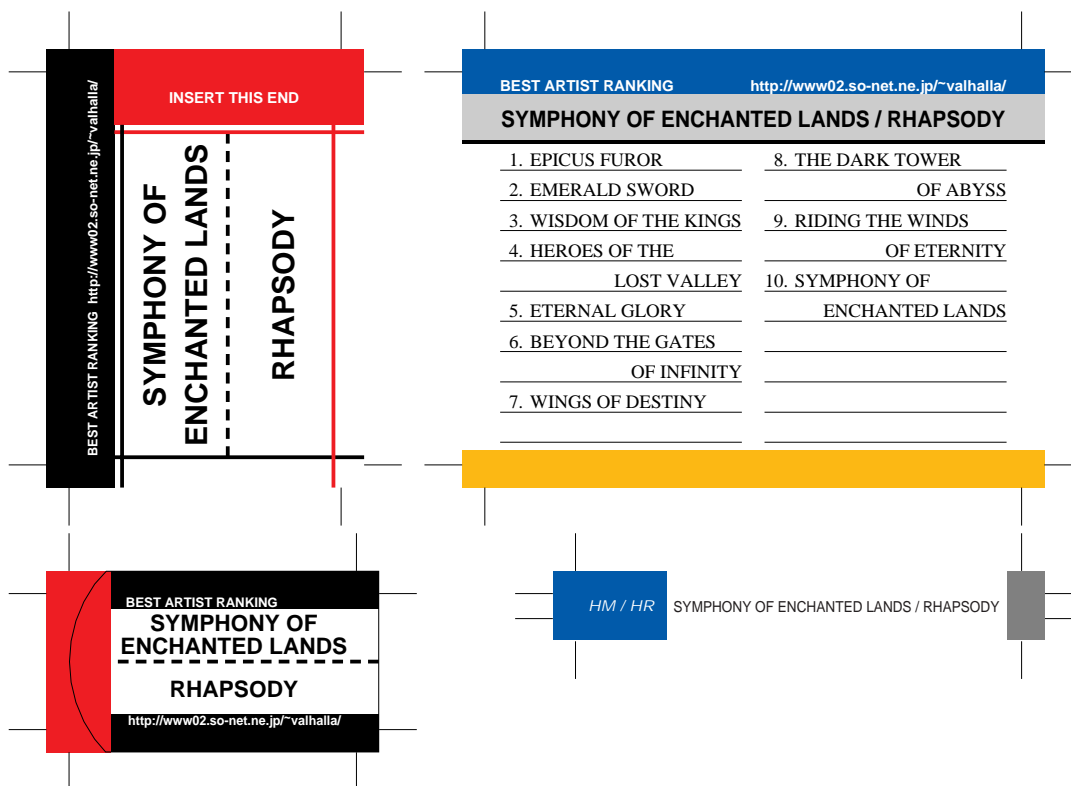 BEST ARTIST RANKING http://www02.so-net.ne.jp/~valhalla/
INSERT THIS END
SYMPHONY OF
ENCHANTED LANDS
RHAPSODY
BEST ARTIST RANKING http://www02.so-net.ne.jp/~valhalla/
SYMPHONY OF ENCHANTED LANDS / RHAPSODY
1. EPICUS FUROR
2. EMERALD SWORD
3. WISDOM OF THE KINGS
4. HEROES OF THE
LOST VALLEY
5. ETERNAL GLORY
6. BEYOND THE GATES
OF INFINITY
7. WINGS OF DESTINY
8. THE DARK TOWER
OF ABYSS
9. RIDING THE WINDS
OF ETERNITY
10. SYMPHONY OF
ENCHANTED LANDS
BEST ARTIST RANKING
SYMPHONY OF
ENCHANTED LANDS
RHAPSODY
http://www02.so-net.ne.jp/~valhalla/
HM / HR SYMPHONY OF ENCHANTED LANDS / RHAPSODY